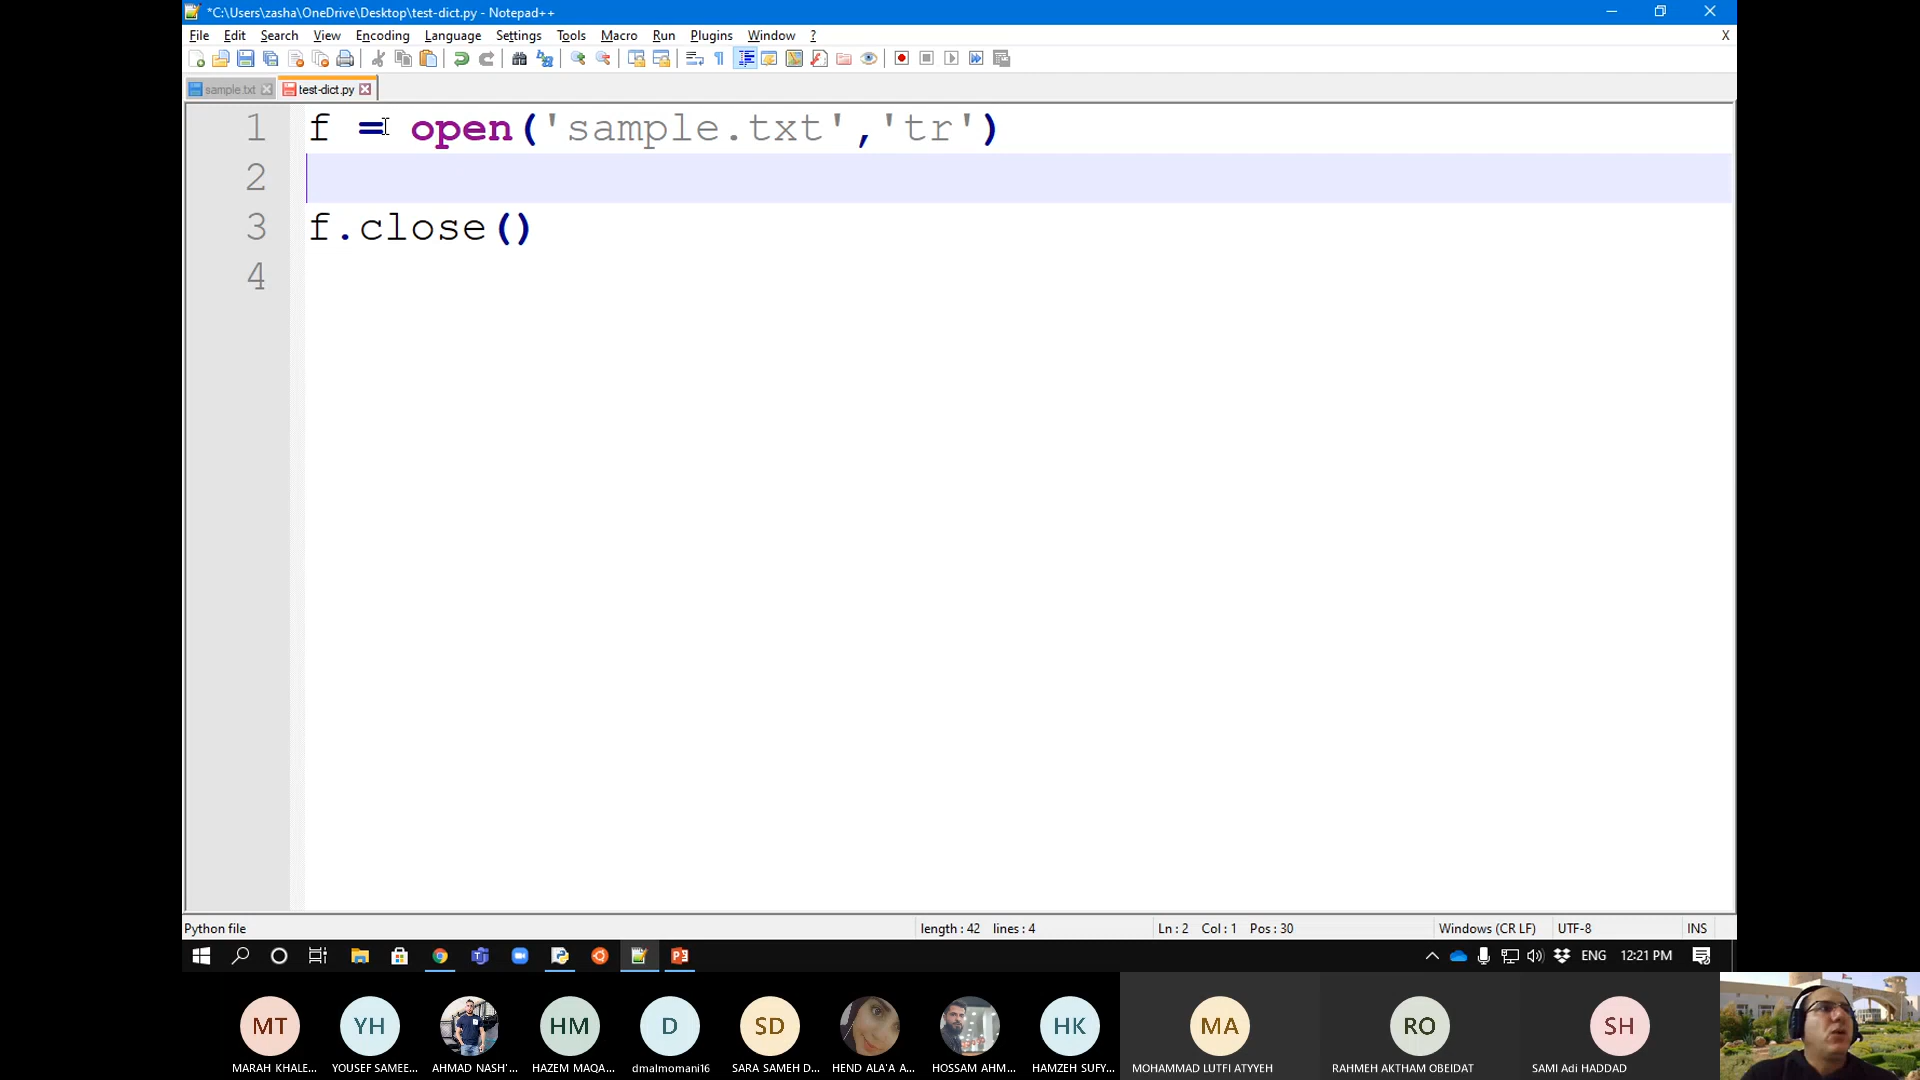 *C:\Users\zasha\OneDrive\Desktop\test-dict.py - Notepad++
File Edit Search View Encoding Language Settings Tools Macro Run Plugins Window ? X
sample.txt test-dict.py
1 f = open('sample.txt','tr')
2
3 f.close()
4
Python file length : 42 lines : 4 Ln : 2 Col : 1 Pos : 30 Windows (CR LF) UTF-8 INS
ENG 12:21 PM
MT YH HM D SD HK MA RO SH
MARAH KHALE... YOUSEF SAMEE... AHMAD NASH'... HAZEM MAQA... dmalmomani16 SARA SAMEH D... HEND ALA'A A... HOSSAM AHM... HAMZEH SUFY... MOHAMMAD LUTFI ATYYEH RAHMEH AKTHAM OBEIDAT SAMI Adi HADDAD